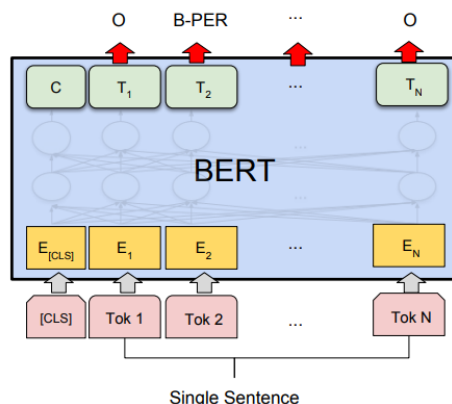 O B-PER ... O
C T1 T2 ... TN
...
BERT
...
E[CLS] E1 E2 ... EN
[CLS] Tok 1 Tok 2 ... Tok N
Single Sentence